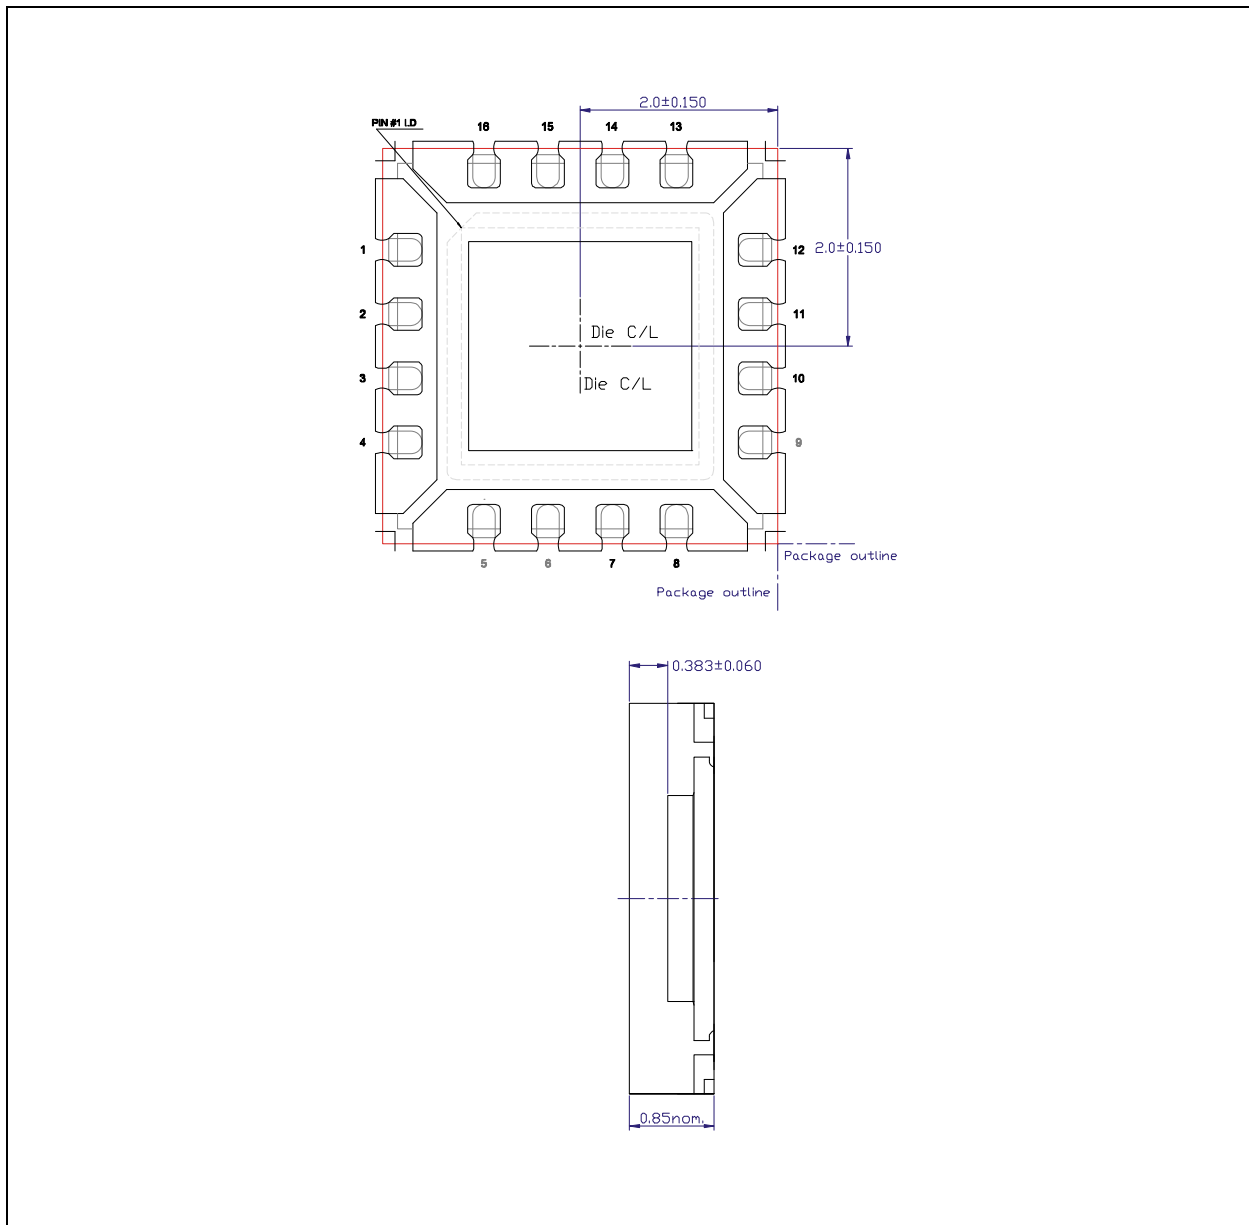 2.0±0.150
PIN #1 I.D
16 15 14 13
1 12 2.0±0.150
2 11
Die C/L
3 10
Die C/L
4 9
5 6 7 8
Package outline
Package outline
0.383±0.060
0.85nom.